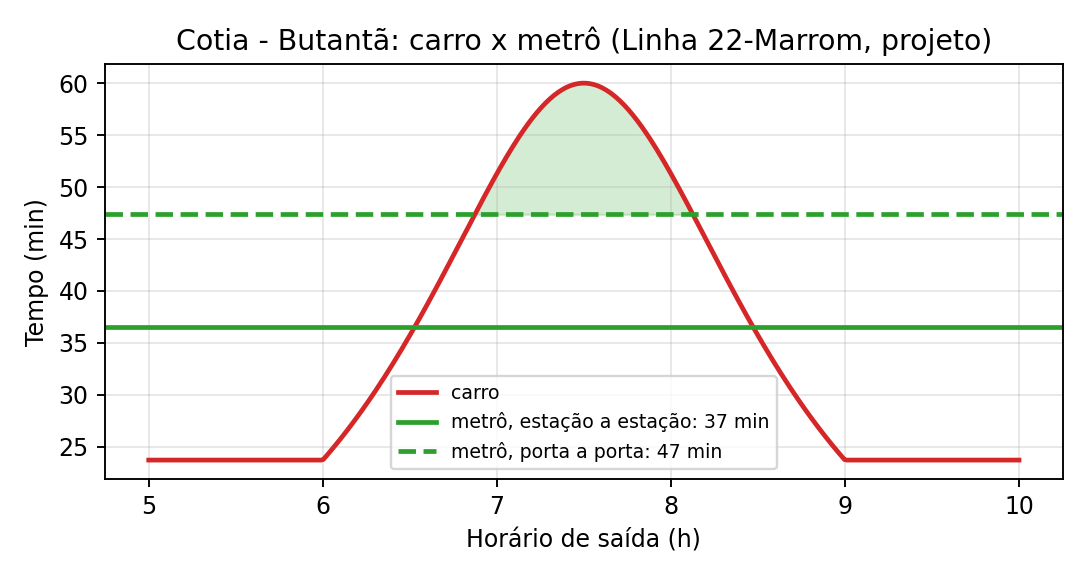 Cotia - Butantã: carro x metrô (Linha 22-Marrom, projeto)
Tempo (min)
60
55
50
45
40
35
30
25
carro
metrô, estação a estação: 37 min
metrô, porta a porta: 47 min
5 6 7 8 9 10
Horário de saída (h)